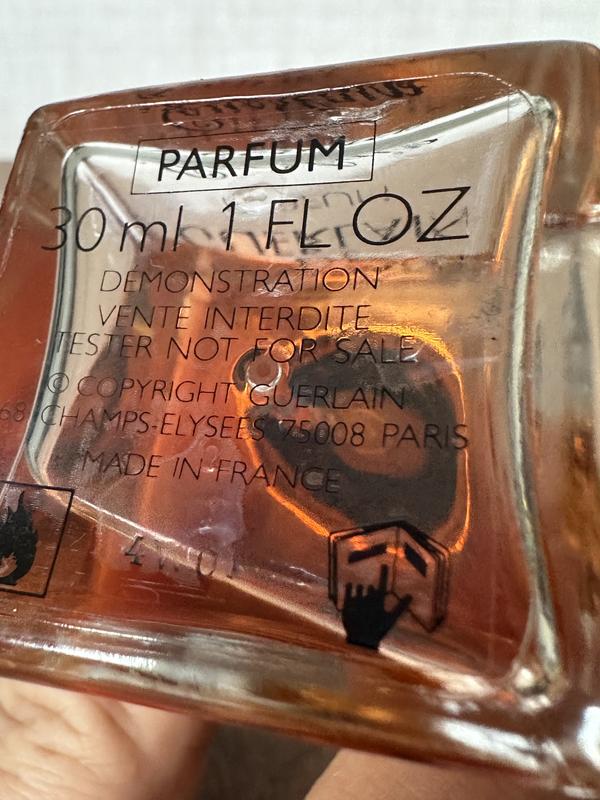 PARFUM
30 ml 1 FL OZ
DEMONSTRATION
VENTE INTERDITE
TESTER NOT FOR SALE
© COPYRIGHT GUERLAIN
68 CHAMPS-ELYSEES 75008 PARIS
MADE IN FRANCE